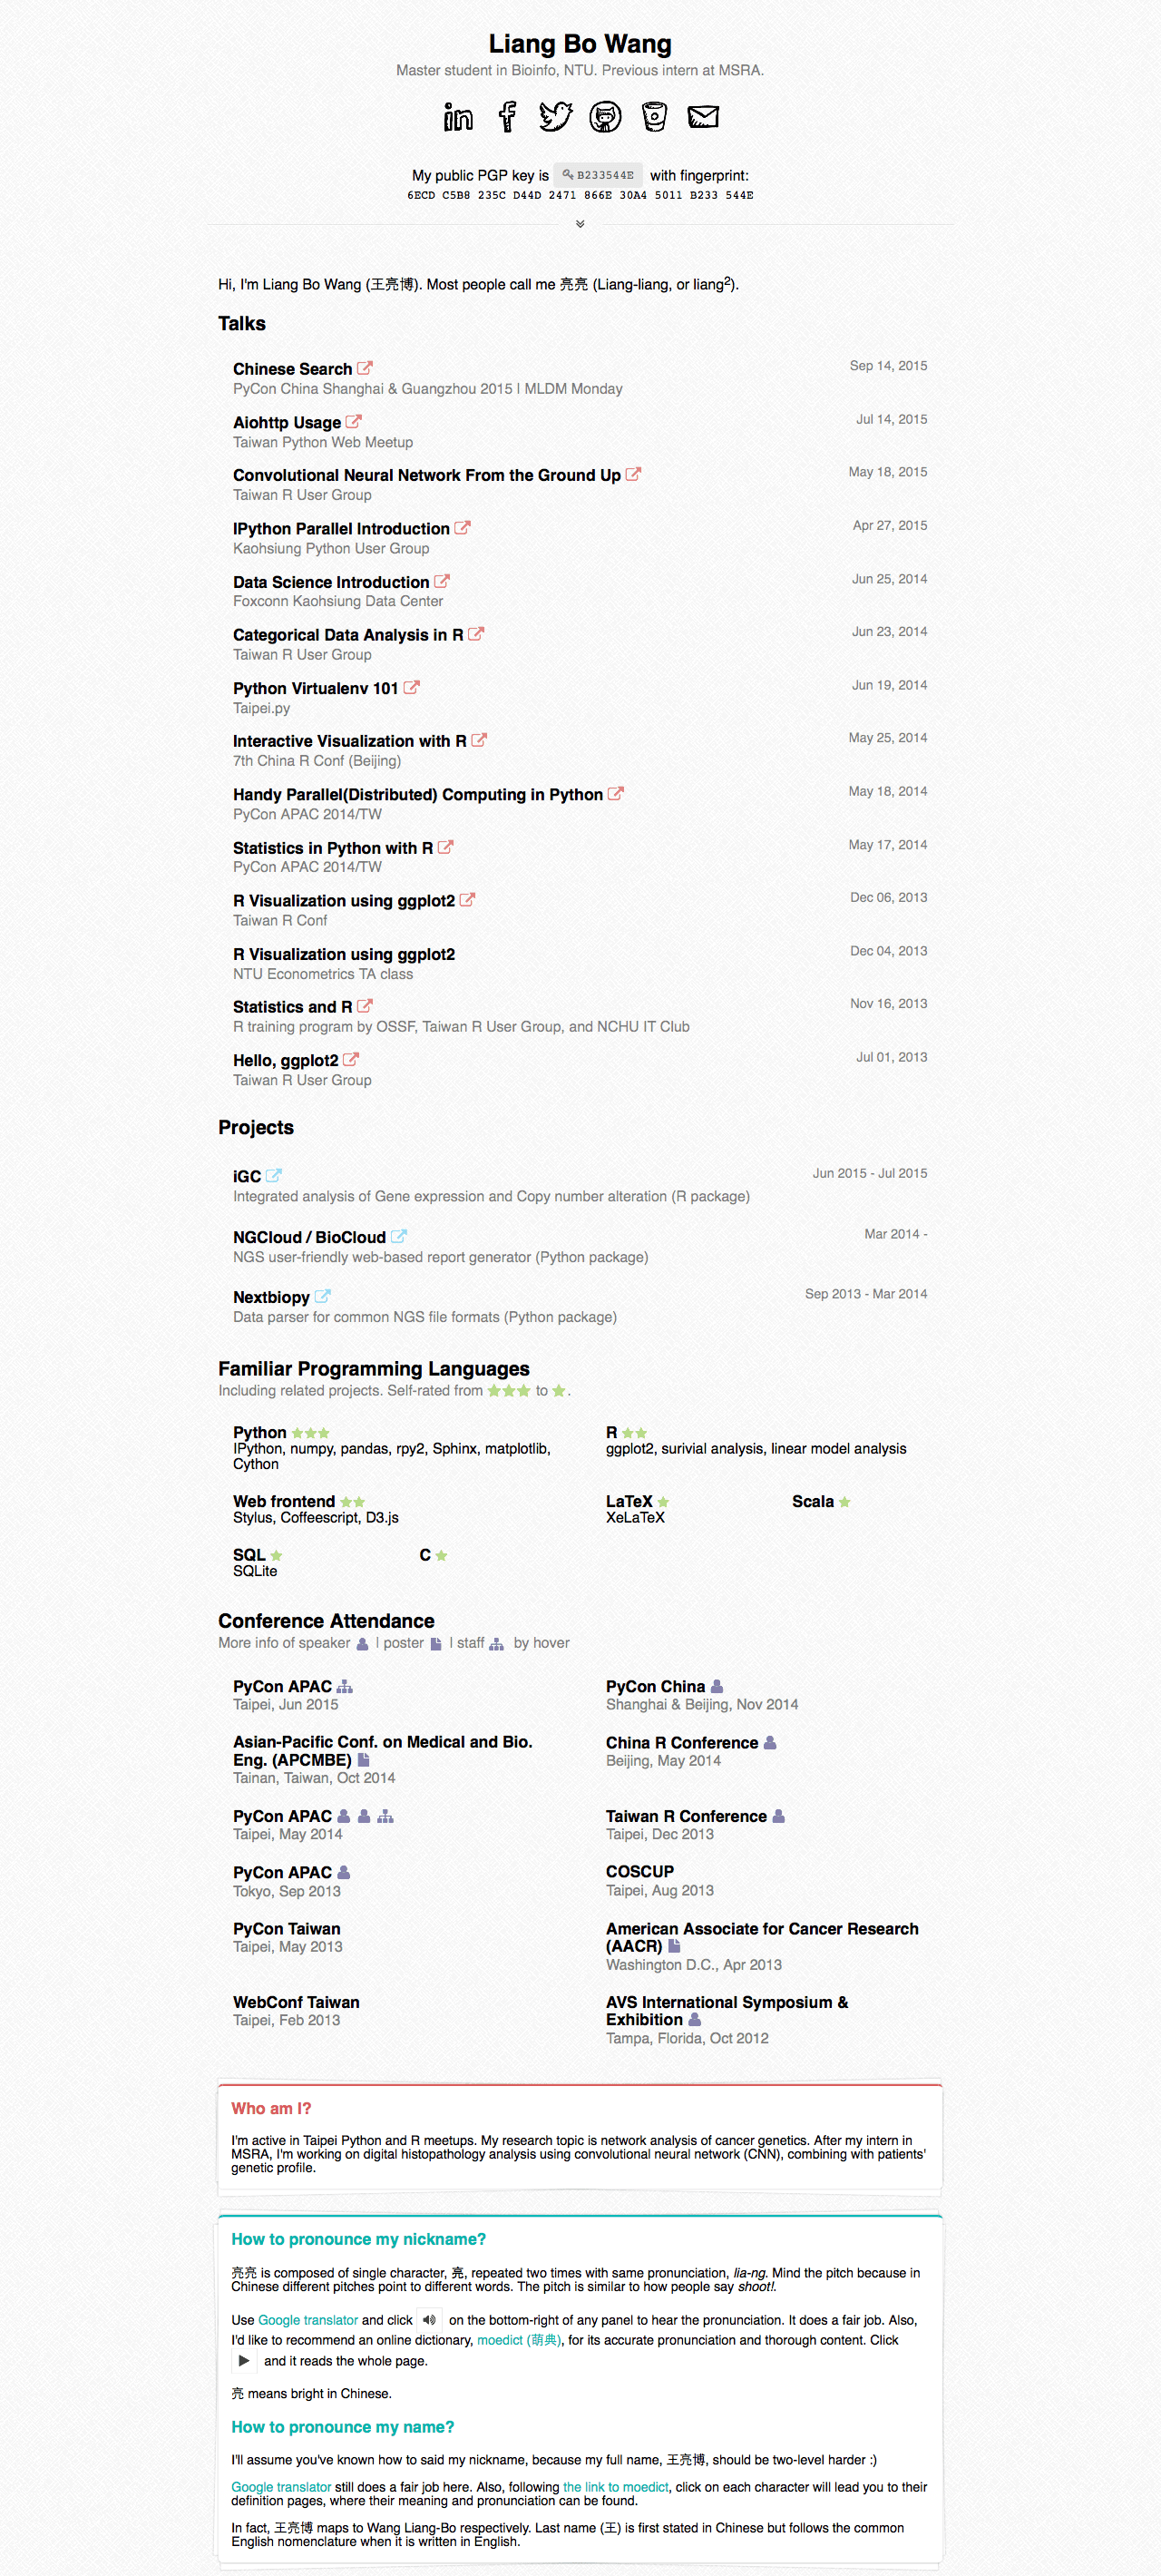 Liang Bo Wang
Master student in Bioinfo, NTU. Previous intern at MSRA.
My public PGP key is B233544E with fingerprint:
6ECD C5B8 235C D44D 2471 866E 30A4 5011 B233 544E
Hi, I'm Liang Bo Wang (王亮博). Most people call me 亮亮 (Liang-liang, or liang²).
Talks
Chinese Search Sep 14, 2015
PyCon China Shanghai & Guangzhou 2015 | MLDM Monday
Aiohttp Usage Jul 14, 2015
Taiwan Python Web Meetup
Convolutional Neural Network From the Ground Up May 18, 2015
Taiwan R User Group
IPython Parallel Introduction Apr 27, 2015
Kaohsiung Python User Group
Data Science Introduction Jun 25, 2014
Foxconn Kaohsiung Data Center
Categorical Data Analysis in R Jun 23, 2014
Taiwan R User Group
Python Virtualenv 101 Jun 19, 2014
Taipei.py
Interactive Visualization with R May 25, 2014
7th China R Conf (Beijing)
Handy Parallel(Distributed) Computing in Python May 18, 2014
PyCon APAC 2014/TW
Statistics in Python with R May 17, 2014
PyCon APAC 2014/TW
R Visualization using ggplot2 Dec 06, 2013
Taiwan R Conf
R Visualization using ggplot2 Dec 04, 2013
NTU Econometrics TA class
Statistics and R Nov 16, 2013
R training program by OSSF, Taiwan R User Group, and NCHU IT Club
Hello, ggplot2 Jul 01, 2013
Taiwan R User Group
Projects
iGC Jun 2015 - Jul 2015
Integrated analysis of Gene expression and Copy number alteration (R package)
NGCloud / BioCloud Mar 2014 -
NGS user-friendly web-based report generator (Python package)
Nextbiopy Sep 2013 - Mar 2014
Data parser for common NGS file formats (Python package)
Familiar Programming Languages
Including related projects. Self-rated from ★★★ to ★.
Python ★★★
IPython, numpy, pandas, rpy2, Sphinx, matplotlib,
Cython
R ★★
ggplot2, surivial analysis, linear model analysis
Web frontend ★★
Stylus, Coffeescript, D3.js
LaTeX ★
XeLaTeX
Scala ★
SQL ★
SQLite
C ★
Conference Attendance
More info of speaker | poster | staff by hover
PyCon APAC
Taipei, Jun 2015
PyCon China
Shanghai & Beijing, Nov 2014
Asian-Pacific Conf. on Medical and Bio.
Eng. (APCMBE)
Tainan, Taiwan, Oct 2014
China R Conference
Beijing, May 2014
PyCon APAC
Taipei, May 2014
Taiwan R Conference
Taipei, Dec 2013
PyCon APAC
Tokyo, Sep 2013
COSCUP
Taipei, Aug 2013
PyCon Taiwan
Taipei, May 2013
American Associate for Cancer Research
(AACR)
Washington D.C., Apr 2013
WebConf Taiwan
Taipei, Feb 2013
AVS International Symposium &
Exhibition
Tampa, Florida, Oct 2012
Who am I?
I'm active in Taipei Python and R meetups. My research topic is network analysis of cancer genetics. After my intern in
MSRA, I'm working on digital histopathology analysis using convolutional neural network (CNN), combining with patients'
genetic profile.
How to pronounce my nickname?
亮亮 is composed of single character, 亮, repeated two times with same pronunciation, lia-ng. Mind the pitch because in
Chinese different pitches point to different words. The pitch is similar to how people say shoot!.
Use Google translator and click on the bottom-right of any panel to hear the pronunciation. It does a fair job. Also,
I'd like to recommend an online dictionary, moedict (萌典), for its accurate pronunciation and thorough content. Click
and it reads the whole page.
亮 means bright in Chinese.
How to pronounce my name?
I'll assume you've known how to said my nickname, because my full name, 王亮博, should be two-level harder :)
Google translator still does a fair job here. Also, following the link to moedict, click on each character will lead you to their
definition pages, where their meaning and pronunciation can be found.
In fact, 王亮博 maps to Wang Liang-Bo respectively. Last name (王) is first stated in Chinese but follows the common
English nomenclature when it is written in English.